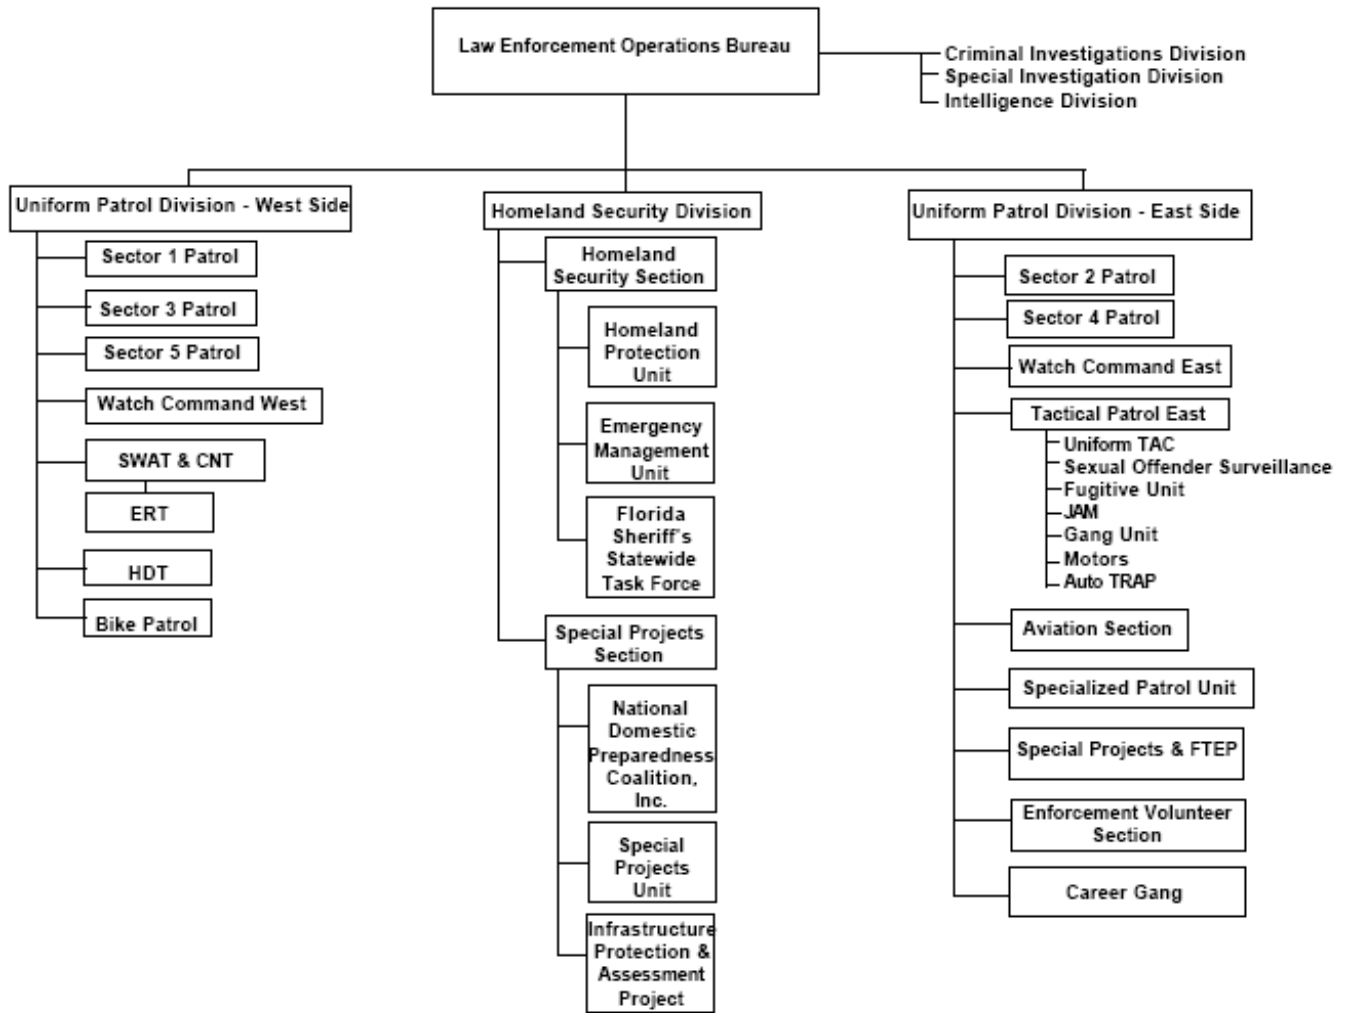 Law Enforcement Operations Bureau
Criminal Investigations Division
Special Investigation Division
Intelligence Division
Uniform Patrol Division - West Side
Sector 1 Patrol
Sector 3 Patrol
Sector 5 Patrol
Watch Command West
SWAT & CNT
ERT
HDT
Bike Patrol
Homeland Security Division
Homeland
Security Section
Homeland
Protection
Unit
Emergency
Management
Unit
Florida
Sheriff's
Statewide
Task Force
Special Projects
Section
National
Domestic
Preparedness
Coalition,
Inc.
Special
Projects
Unit
Infrastructure
Protection &
Assessment
Project
Uniform Patrol Division - East Side
Sector 2 Patrol
Sector 4 Patrol
Watch Command East
Tactical Patrol East
Uniform TAC
Sexual Offender Surveillance
Fugitive Unit
JAM
Gang Unit
Motors
Auto TRAP
Aviation Section
Specialized Patrol Unit
Special Projects & FTEP
Enforcement Volunteer
Section
Career Gang